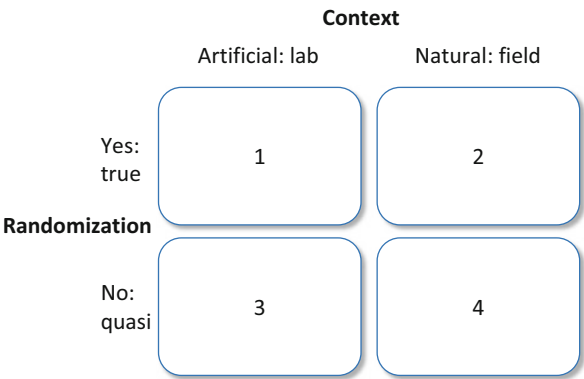 Context
Artificial: lab
Natural: field
Yes:
true
1
2
Randomization
No:
quasi
3
4